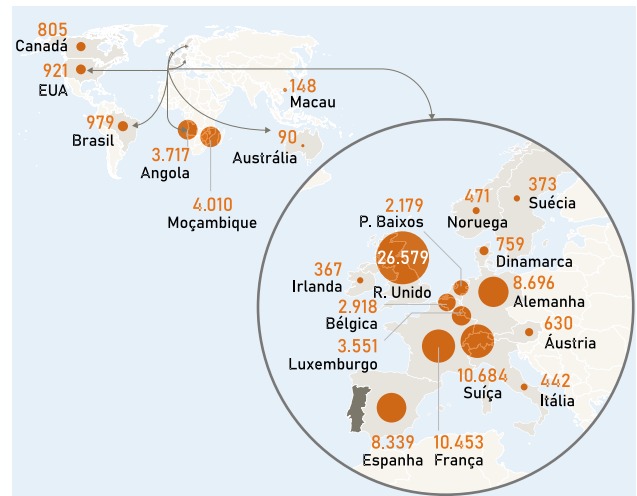 805
Canadá
921
EUA
979
Brasil
3.717
Angola
4.010
Moçambique
148
Macau
90
Austrália
471
Noruega
373
Suécia
2.179
P. Baixos
759
Dinamarca
26.579
R. Unido
367
Irlanda
8.696
Alemanha
2.918
Bélgica
3.551
Luxemburgo
630
Áustria
10.684
Suíça
442
Itália
8.339
Espanha
10.453
França